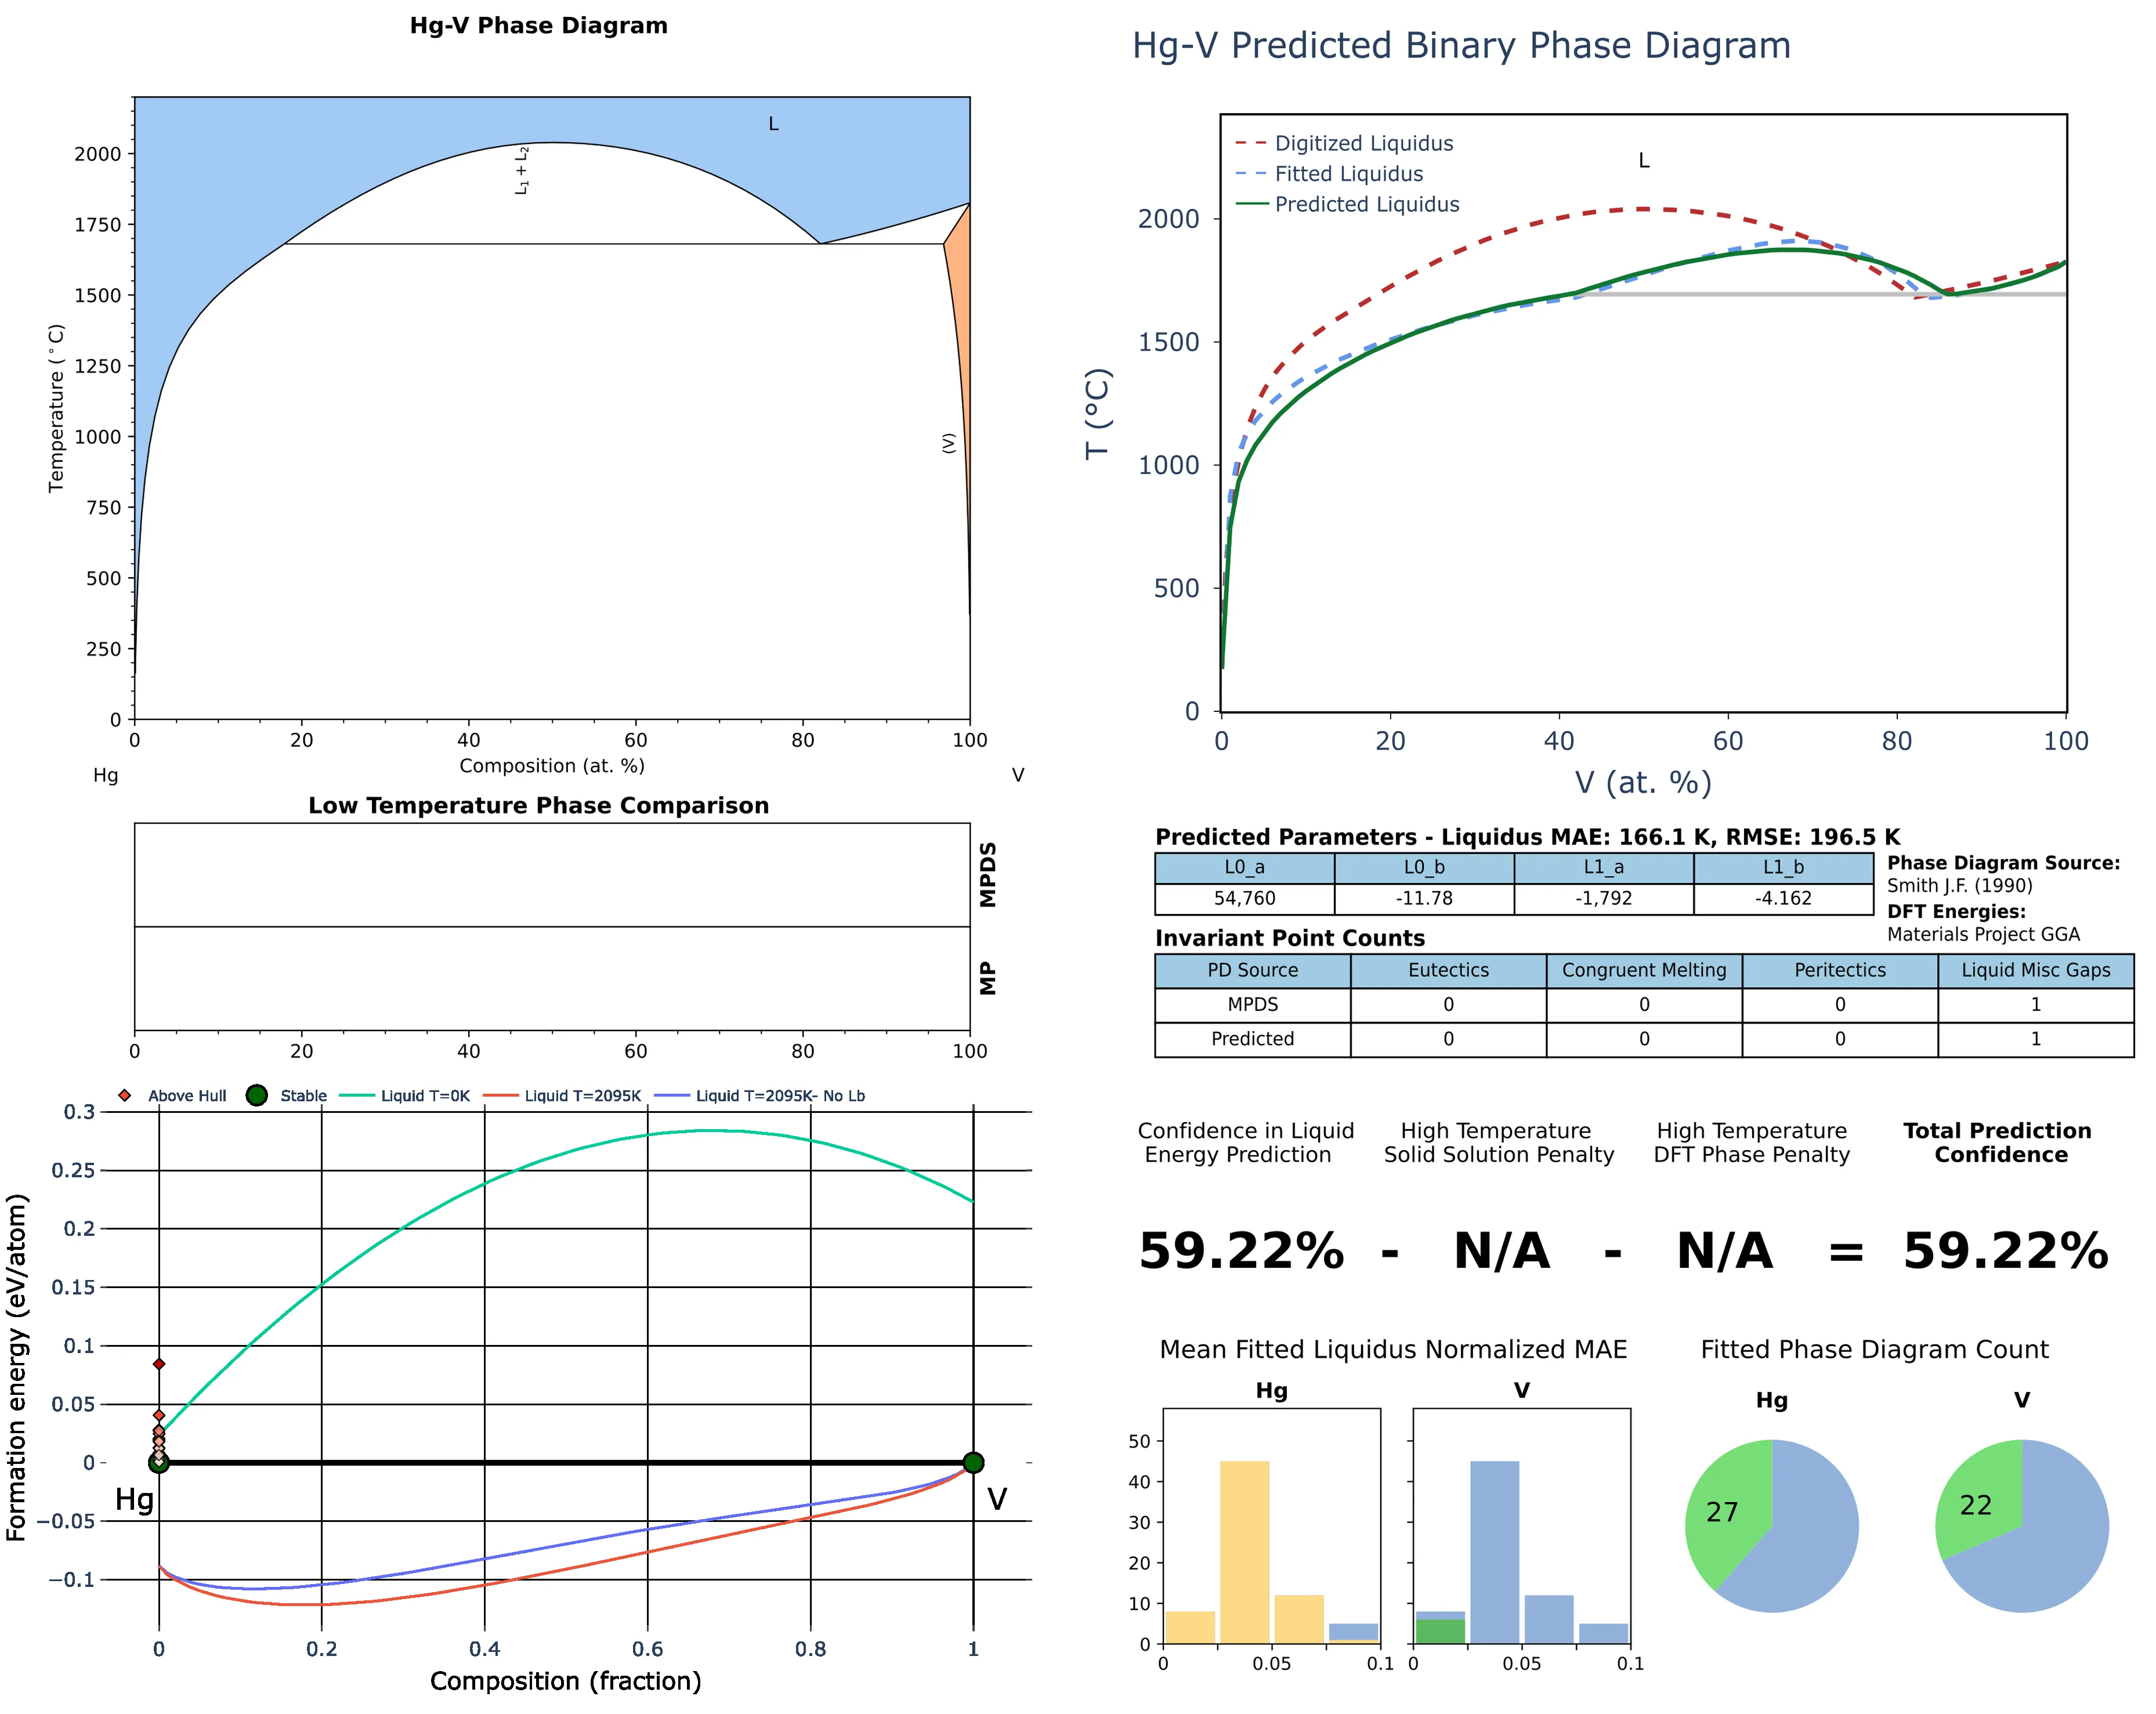 Hg-V Phase Diagram
L
L1 + L2
(V)
2000
1750
1500
1250
1000
750
500
250
0
Temperature (°C)
0 20 40 60 80 100
Composition (at. %)
Hg V
Low Temperature Phase Comparison
MPDS
MP
0 20 40 60 80 100
Above Hull Stable Liquid T=0K Liquid T=2095K Liquid T=2095K- No Lb
0.3
0.25
0.2
0.15
0.1
0.05
0
−0.05
−0.1
Formation energy (eV/atom)
Hg V
0 0.2 0.4 0.6 0.8 1
Composition (fraction)
Hg-V Predicted Binary Phase Diagram
Digitized Liquidus
Fitted Liquidus
Predicted Liquidus
L
2000
1500
1000
500
0
T (°C)
0 20 40 60 80 100
V (at. %)
Predicted Parameters - Liquidus MAE: 166.1 K, RMSE: 196.5 K
L0_a L0_b L1_a L1_b
54,760 -11.78 -1,792 -4.162
Phase Diagram Source:
Smith J.F. (1990)
DFT Energies:
Materials Project GGA
Invariant Point Counts
PD Source Eutectics Congruent Melting Peritectics Liquid Misc Gaps
MPDS 0 0 0 1
Predicted 0 0 0 1
Confidence in Liquid Energy Prediction
High Temperature Solid Solution Penalty
High Temperature DFT Phase Penalty
Total Prediction Confidence
59.22% - N/A - N/A = 59.22%
Mean Fitted Liquidus Normalized MAE
Hg V
50
40
30
20
10
0
0 0.05 0.1 0 0.05 0.1
Fitted Phase Diagram Count
Hg V
27 22